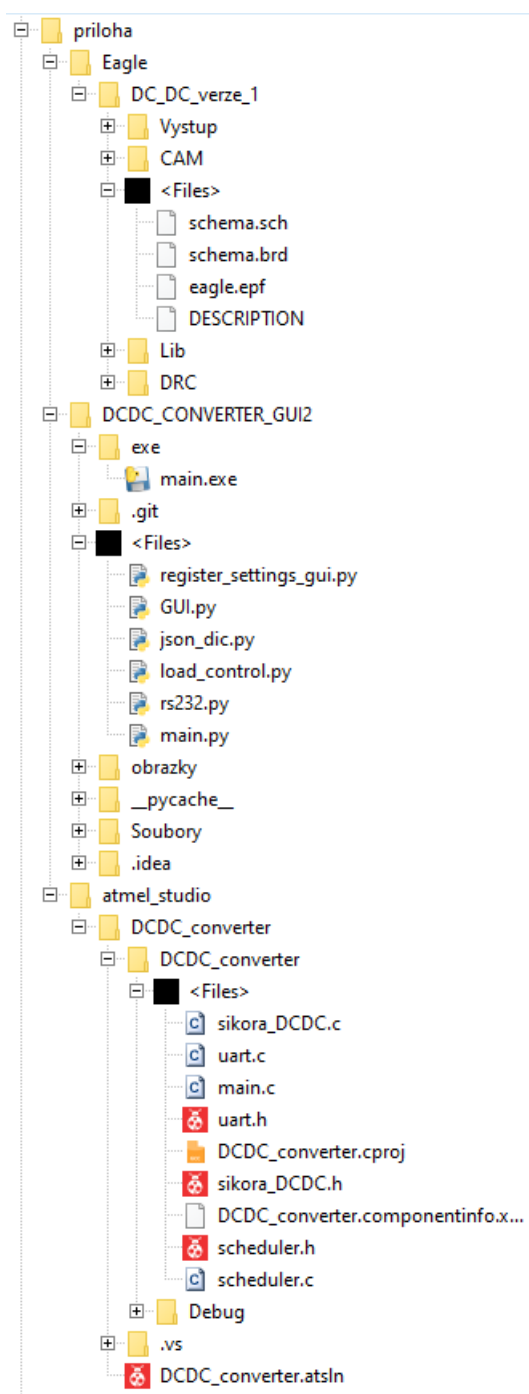 priloha
Eagle
DC_DC_verze_1
Vystup
CAM
<Files>
schema.sch
schema.brd
eagle.epf
DESCRIPTION
Lib
DRC
DCDC_CONVERTER_GUI2
exe
main.exe
.git
<Files>
register_settings_gui.py
GUI.py
json_dic.py
load_control.py
rs232.py
main.py
obrazky
__pycache__
Soubory
.idea
atmel_studio
DCDC_converter
DCDC_converter
<Files>
sikora_DCDC.c
uart.c
main.c
uart.h
DCDC_converter.cproj
sikora_DCDC.h
DCDC_converter.componentinfo.x...
scheduler.h
scheduler.c
Debug
.vs
DCDC_converter.atsln